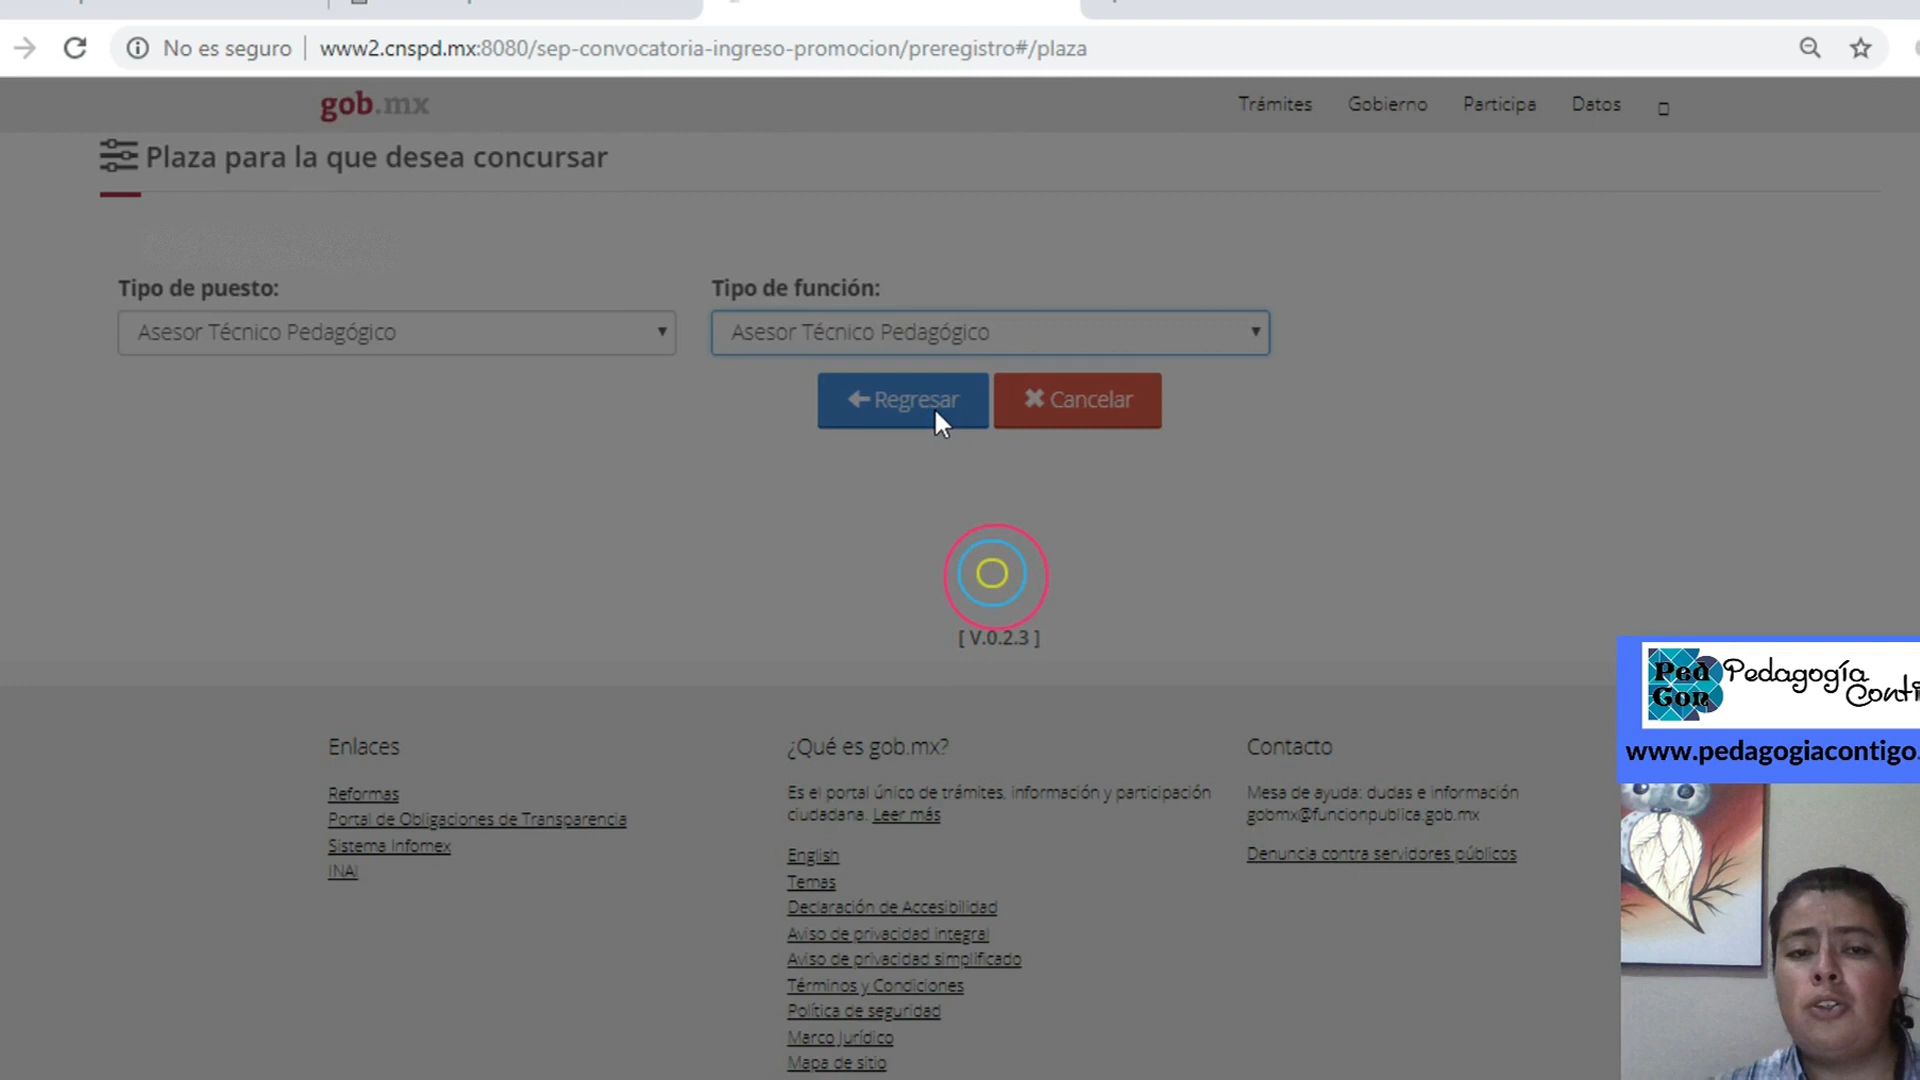 No es seguro
www2.cnspd.mx:8080/sep-convocatoria-ingreso-promocion/preregistro#/plaza
gob.mx
Trámites
Gobierno
Participa
Datos
Plaza para la que desea concursar
Tipo de puesto:
Tipo de función:
Asesor Técnico Pedagógico
Asesor Técnico Pedagógico
Regresar
Cancelar
[ V.0.2.3 ]
Ped
Con
Pedagogía
www.pedagogiacontigo.
Enlaces
Reformas
Portal de Obligaciones de Transparencia
Sistema Infomex
INAI
¿Qué es gob.mx?
Es el portal único de trámites, información y participación
ciudadana. Leer más
English
Temas
Declaración de Accesibilidad
Aviso de privacidad integral
Aviso de privacidad simplificado
Términos y Condiciones
Política de seguridad
Marco Jurídico
Mapa de sitio
Contacto
Mesa de ayuda: dudas e información
gobmx@funcionpublica.gob.mx
Denuncia contra servidores públicos